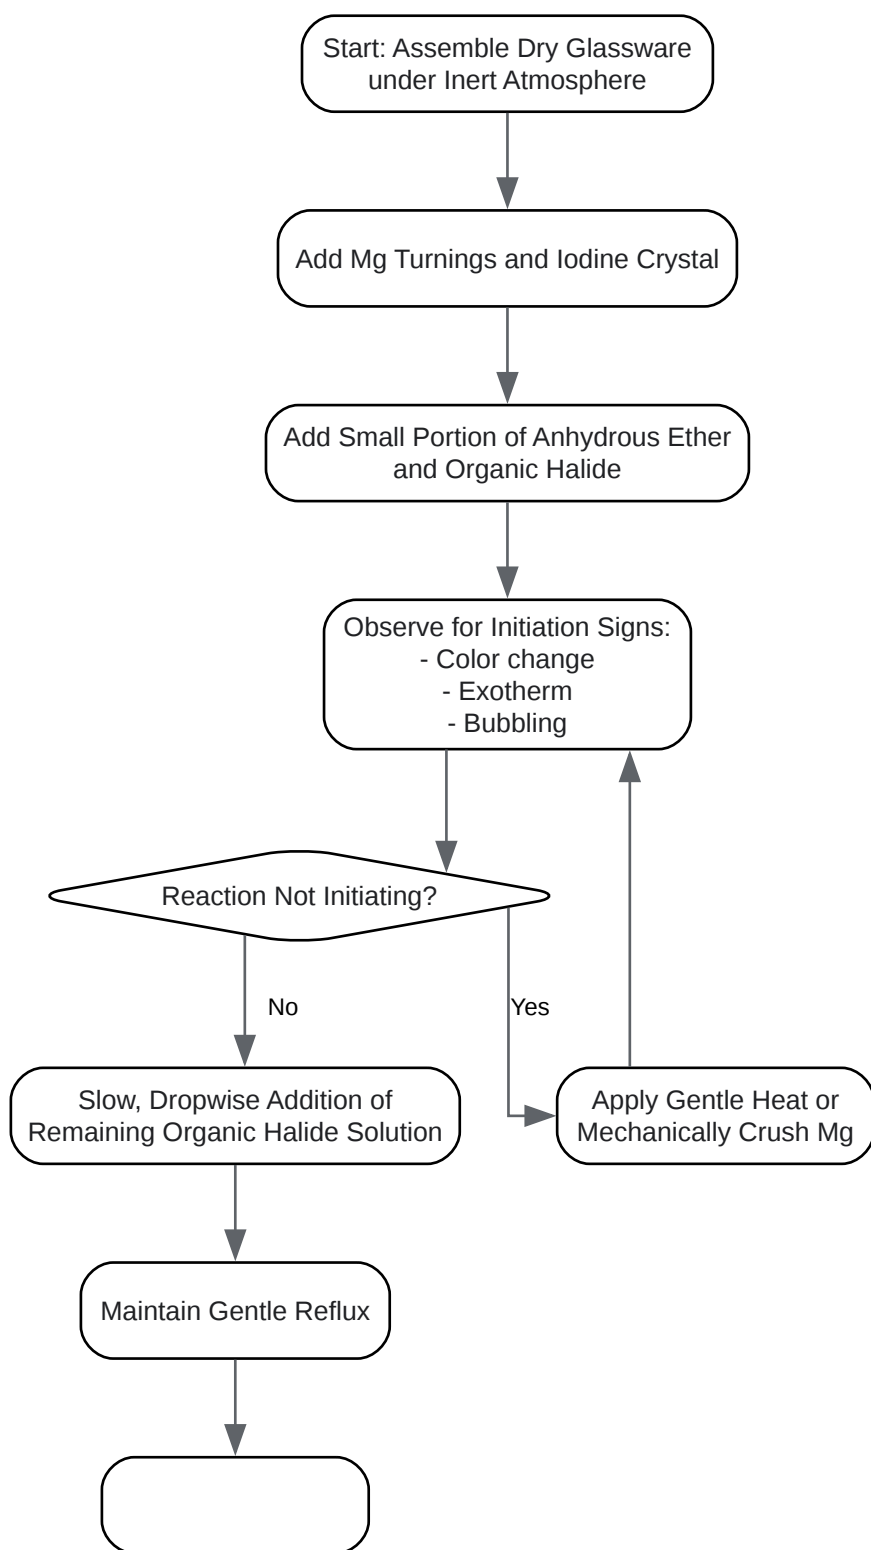 Start: Assemble Dry Glassware
under Inert Atmosphere
Add Mg Turnings and Iodine Crystal
Add Small Portion of Anhydrous Ether
and Organic Halide
Observe for Initiation Signs:
- Color change
- Exotherm
- Bubbling
Reaction Not Initiating?
No
Yes
Slow, Dropwise Addition of
Remaining Organic Halide Solution
Apply Gentle Heat or
Mechanically Crush Mg
Maintain Gentle Reflux